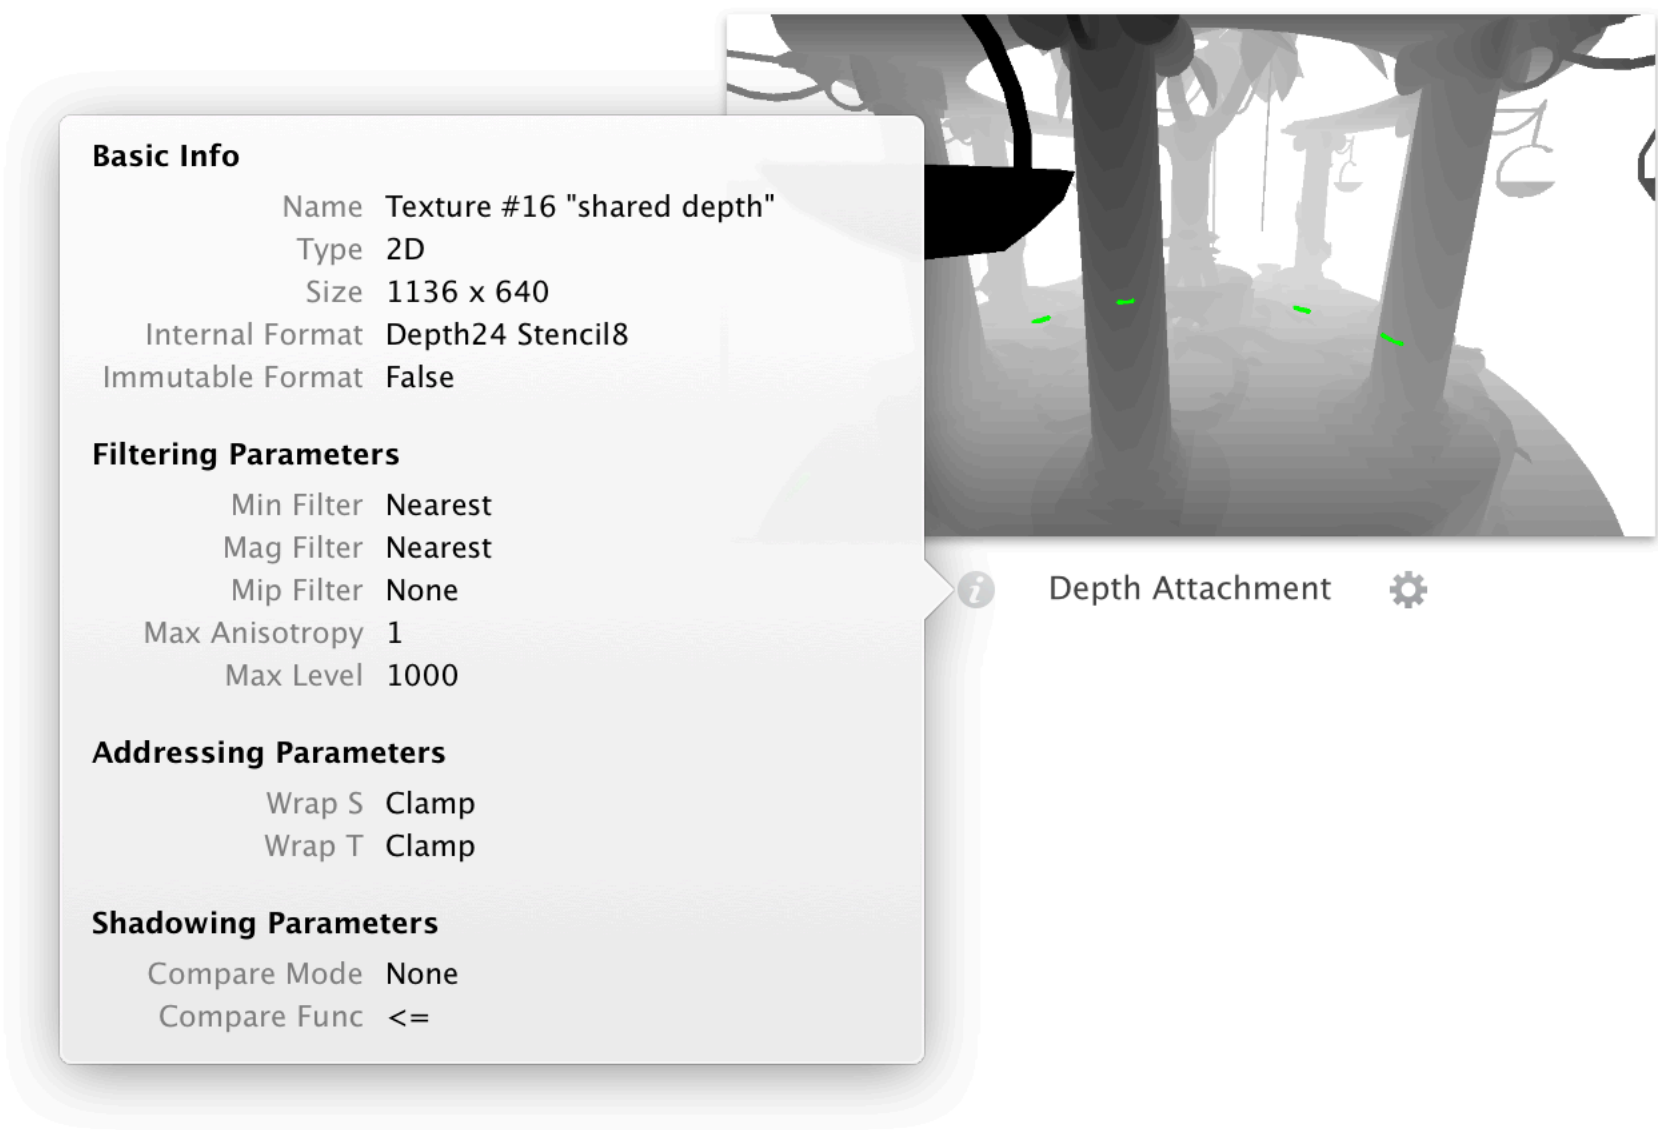 Basic Info
Name Texture #16 "shared depth"
Type 2D
Size 1136 x 640
Internal Format Depth24 Stencil8
Immutable Format False
Filtering Parameters
Min Filter Nearest
Mag Filter Nearest
Mip Filter None
Max Anisotropy 1
Max Level 1000
Addressing Parameters
Wrap S Clamp
Wrap T Clamp
Shadowing Parameters
Compare Mode None
Compare Func <=
i Depth Attachment